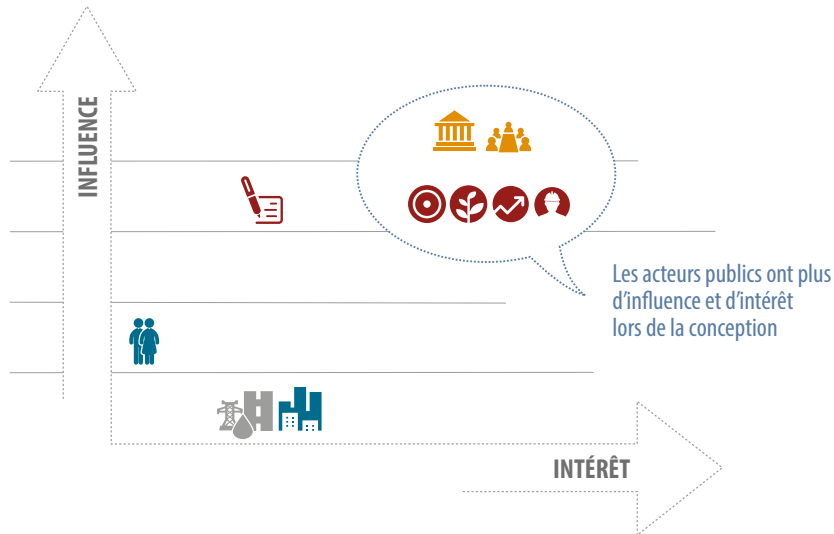 INFLUENCE
Les acteurs publics ont plus
d’influence et d’intérêt
lors de la conception
INTÉRÊT